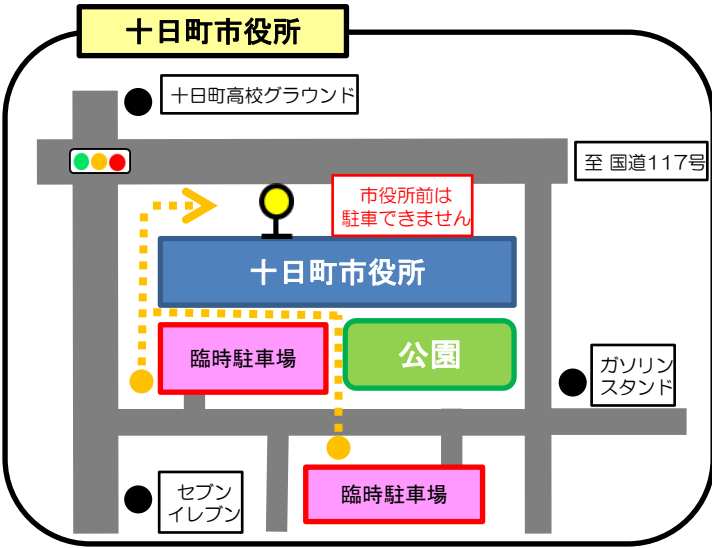 十日町市役所
十日町高校グラウンド
至 国道117号
市役所前は
駐車できません
十日町市役所
臨時駐車場
公園
ガソリン
スタンド
セブン
イレブン
臨時駐車場